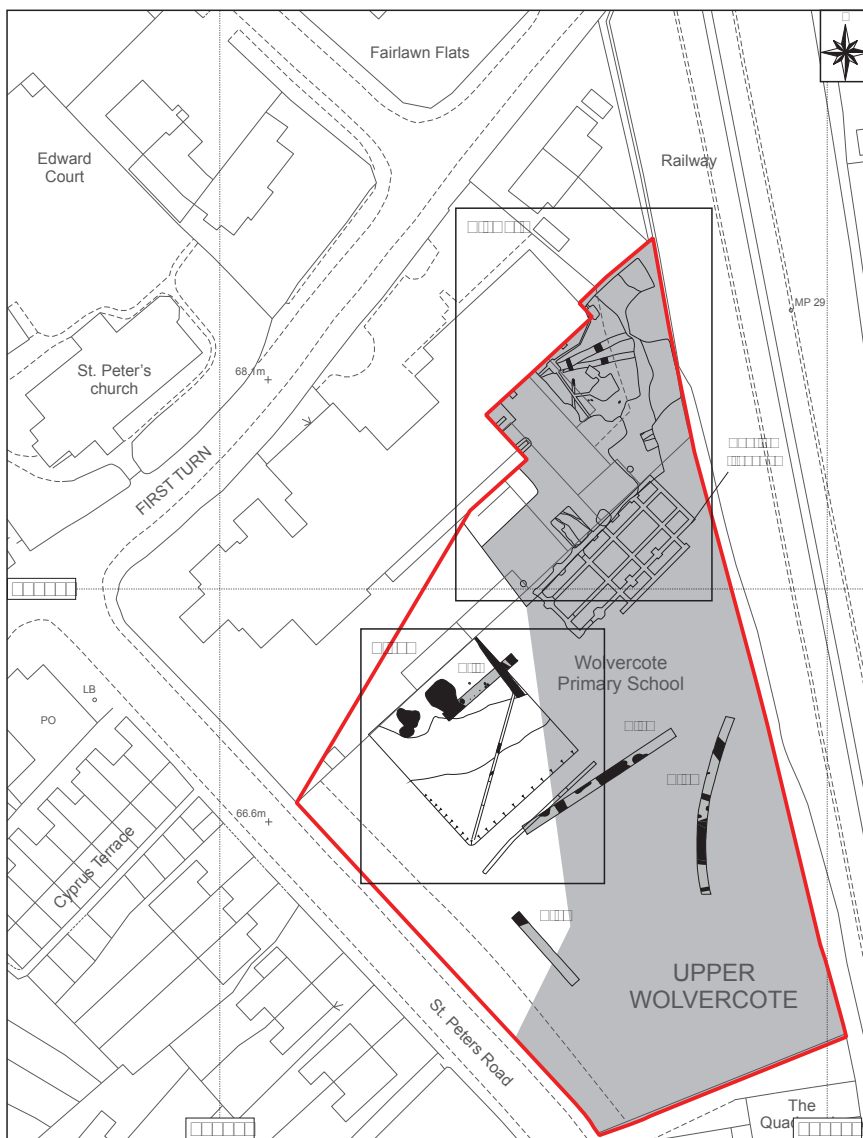 Fairlawn Flats
Edward
Court
Railway
MP 29
St. Peter's
church
68.1m
FIRST TURN
Wolvercote
Primary School
LB
PO
66.6m
Cyprus Terrace
St. Peters Road
UPPER
WOLVERCOTE
The